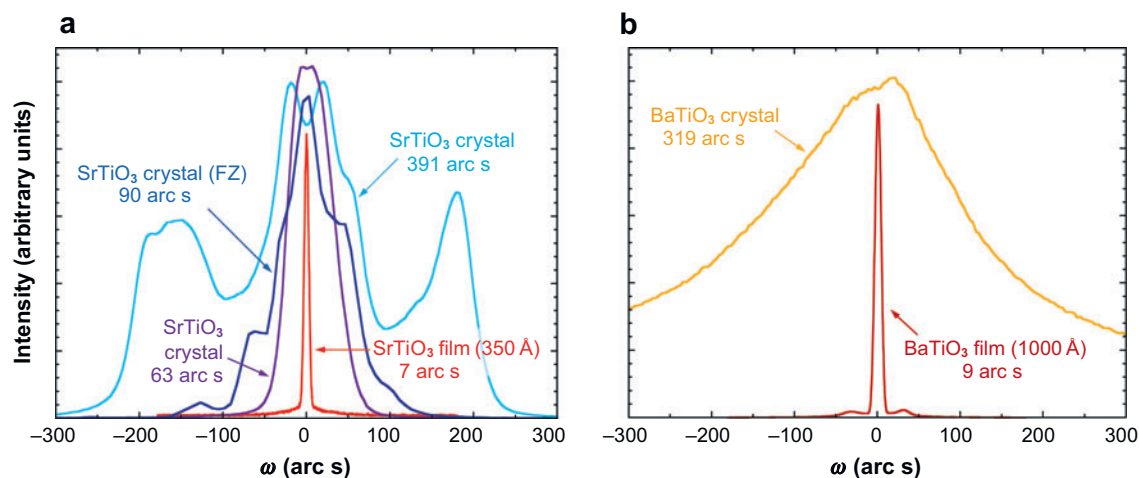 a
Intensity (arbitrary units)
SrTiO₃ crystal (FZ)
90 arc s
SrTiO₃ crystal
391 arc s
SrTiO₃
crystal
63 arc s
SrTiO₃ film (350 Å)
7 arc s
–300 –200 –100 0 100 200 300
ω (arc s)
b
BaTiO₃ crystal
319 arc s
BaTiO₃ film (1000 Å)
9 arc s
–300 –200 –100 0 100 200 300
ω (arc s)